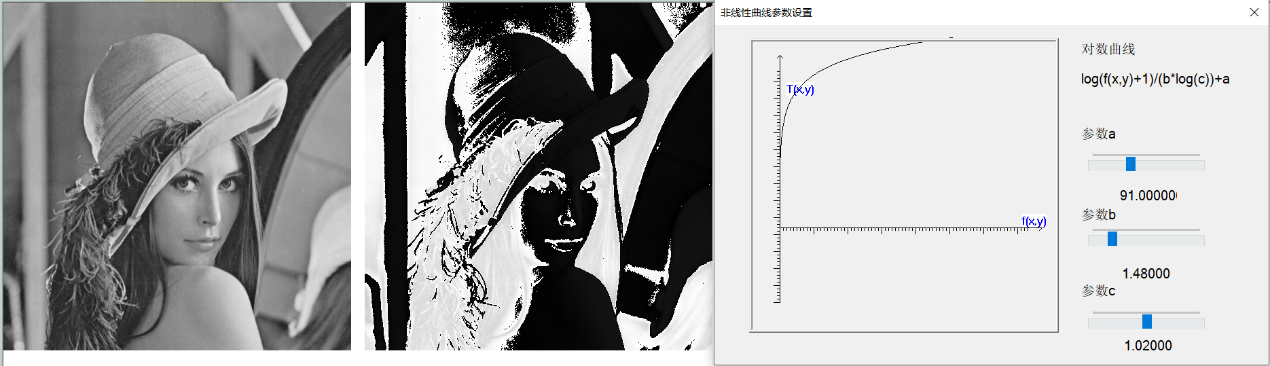 非线性曲线参数设置
对数曲线
log(f(x,y)+1)/(b*log(c))+a
T(x,y)
f(x,y)
参数a
91.000000
参数b
1.48000
参数c
1.02000